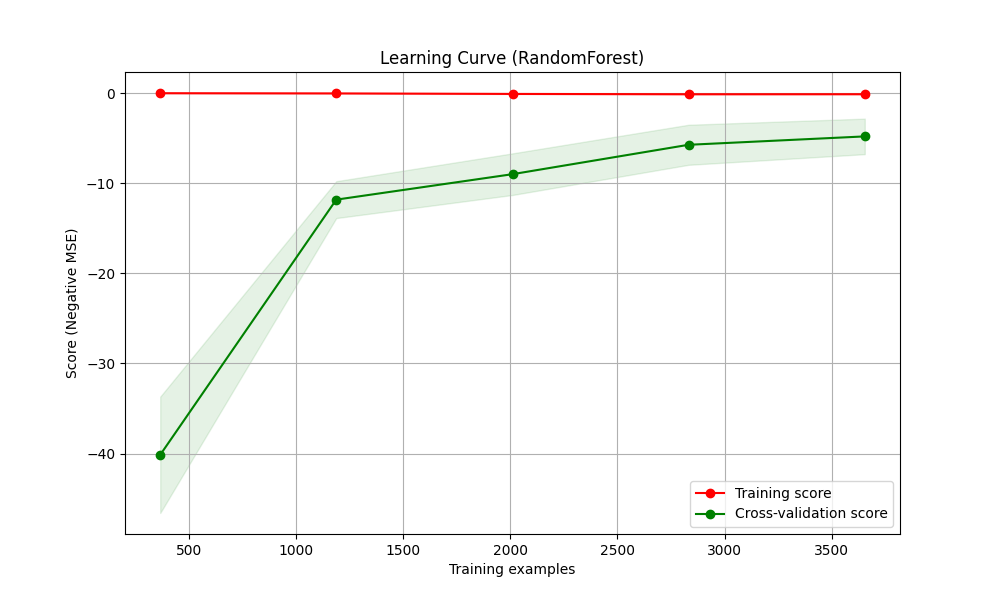 Learning Curve (RandomForest)
0
−10
−20
−30
−40
Score (Negative MSE)
Training score
Cross-validation score
500
1000
1500
2000
2500
3000
3500
Training examples